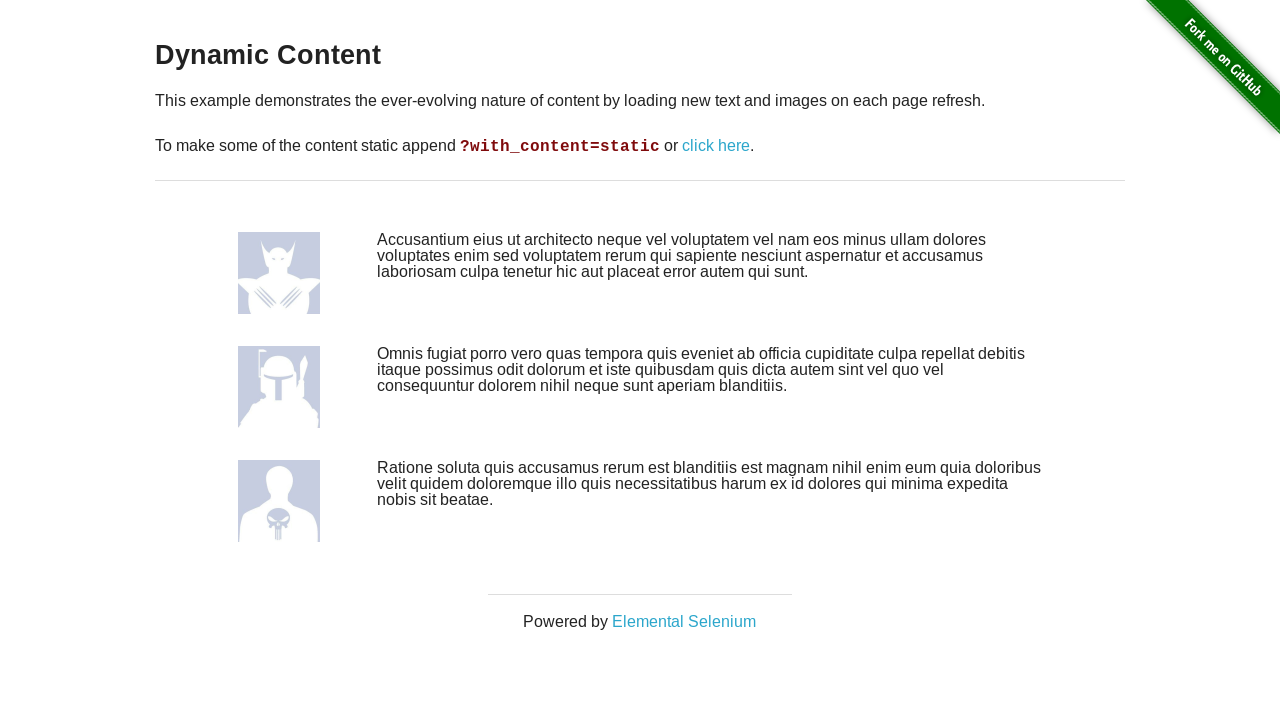 Fork me on GitHub
Dynamic Content
This example demonstrates the ever-evolving nature of content by loading new text and images on each page refresh.
To make some of the content static append ?with_content=static or click here.
Accusantium eius ut architecto neque vel voluptatem vel nam eos minus ullam dolores
voluptates enim sed voluptatem rerum qui sapiente nesciunt aspernatur et accusamus
laboriosam culpa tenetur hic aut placeat error autem qui sunt.
Omnis fugiat porro vero quas tempora quis eveniet ab officia cupiditate culpa repellat debitis
itaque possimus odit dolorum et iste quibusdam quis dicta autem sint vel quo vel
consequuntur dolorem nihil neque sunt aperiam blanditiis.
Ratione soluta quis accusamus rerum est blanditiis est magnam nihil enim eum quia doloribus
velit quidem doloremque illo quis necessitatibus harum ex id dolores qui minima expedita
nobis sit beatae.
Powered by Elemental Selenium